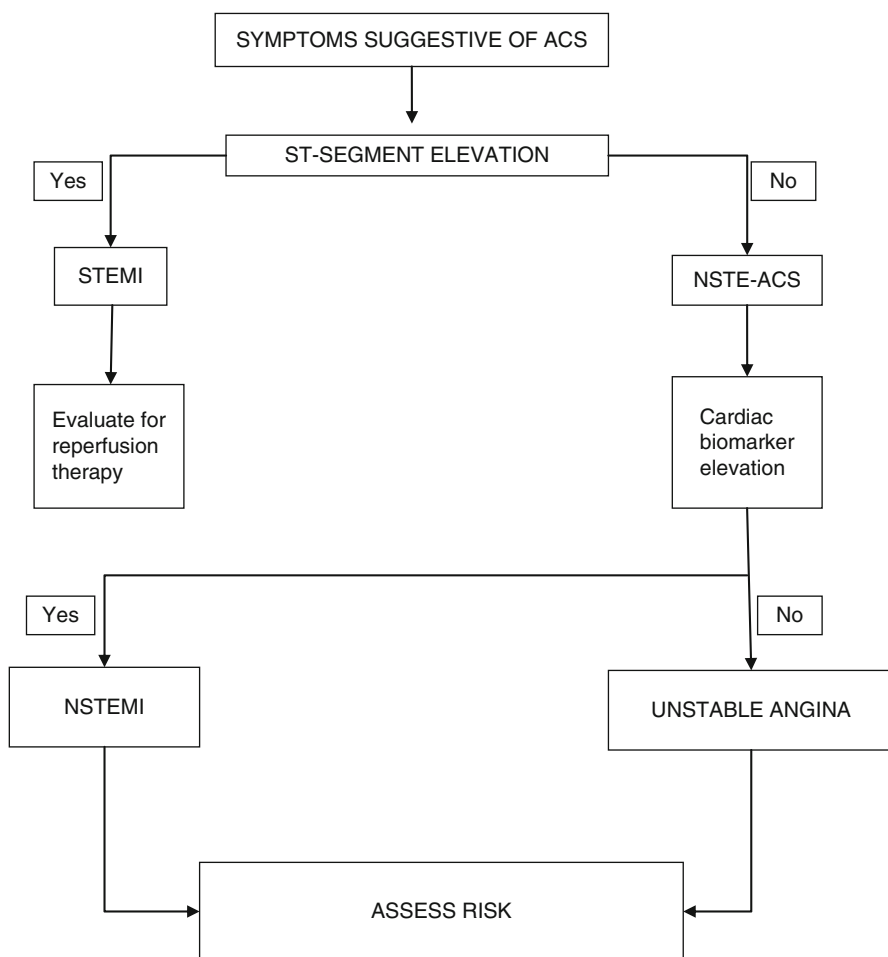 SYMPTOMS SUGGESTIVE OF ACS
ST-SEGMENT ELEVATION
Yes
No
STEMI
NSTE-ACS
Evaluate for
reperfusion
therapy
Cardiac
biomarker
elevation
Yes
No
NSTEMI
UNSTABLE ANGINA
ASSESS RISK